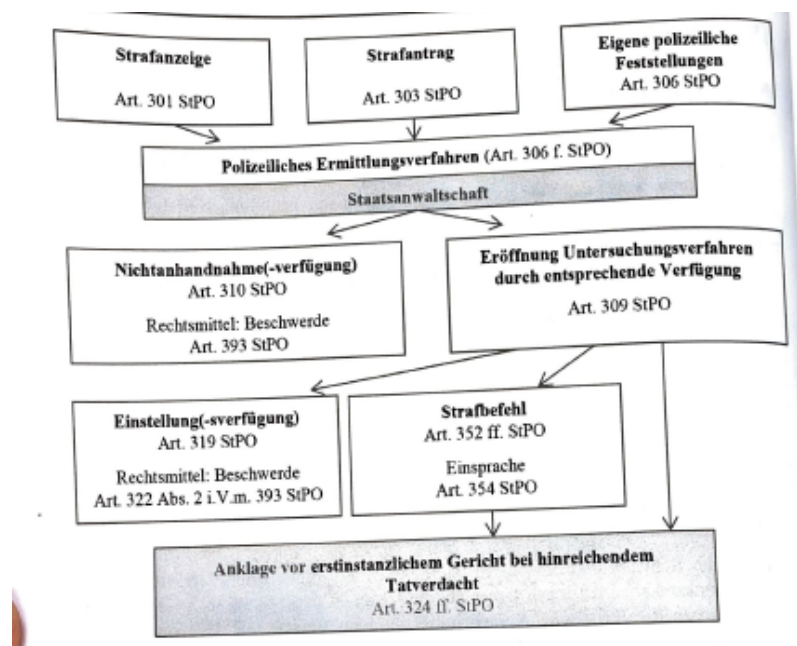 Strafanzeige
Art. 301 StPO
Strafantrag
Art. 303 StPO
Eigene polizeiliche
Feststellungen
Art. 306 StPO
Polizeiliches Ermittlungsverfahren (Art. 306 f. StPO)
Staatsanwaltschaft
Nichtanhandnahme(-verfügung)
Art. 310 StPO
Rechtsmittel: Beschwerde
Art. 393 StPO
Eröffnung Untersuchungsverfahren
durch entsprechende Verfügung
Art. 309 StPO
Einstellung(-sverfügung)
Art. 319 StPO
Rechtsmittel: Beschwerde
Art. 322 Abs. 2 i.V.m. 393 StPO
Strafbefehl
Art. 352 ff. StPO
Einsprache
Art. 354 StPO
Anklage vor erstinstanzlichem Gericht bei hinreichendem
Tatverdacht
Art. 324 ff. StPO